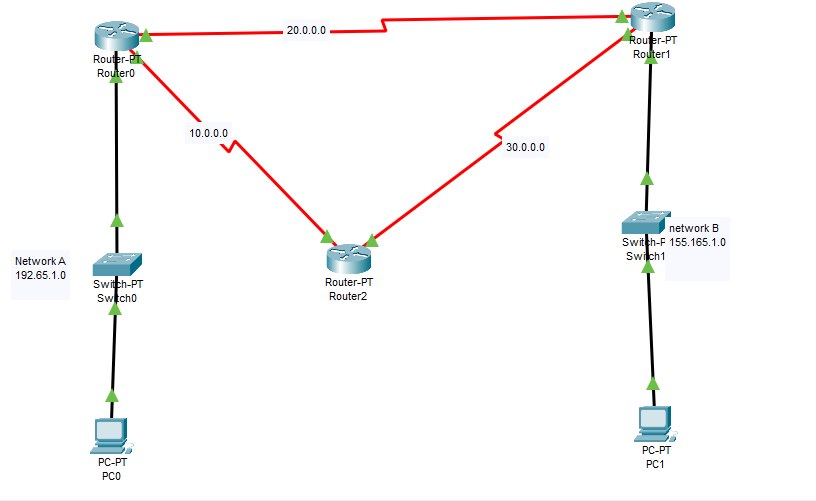 20.0.0.0
Router-PT
Router0
Router-PT
Router1
10.0.0.0
30.0.0.0
Network A
192.65.1.0
Switch-PT
Switch0
Router-PT
Router2
network B
155.165.1.0
Switch-P
Switch1
PC-PT
PC0
PC-PT
PC1